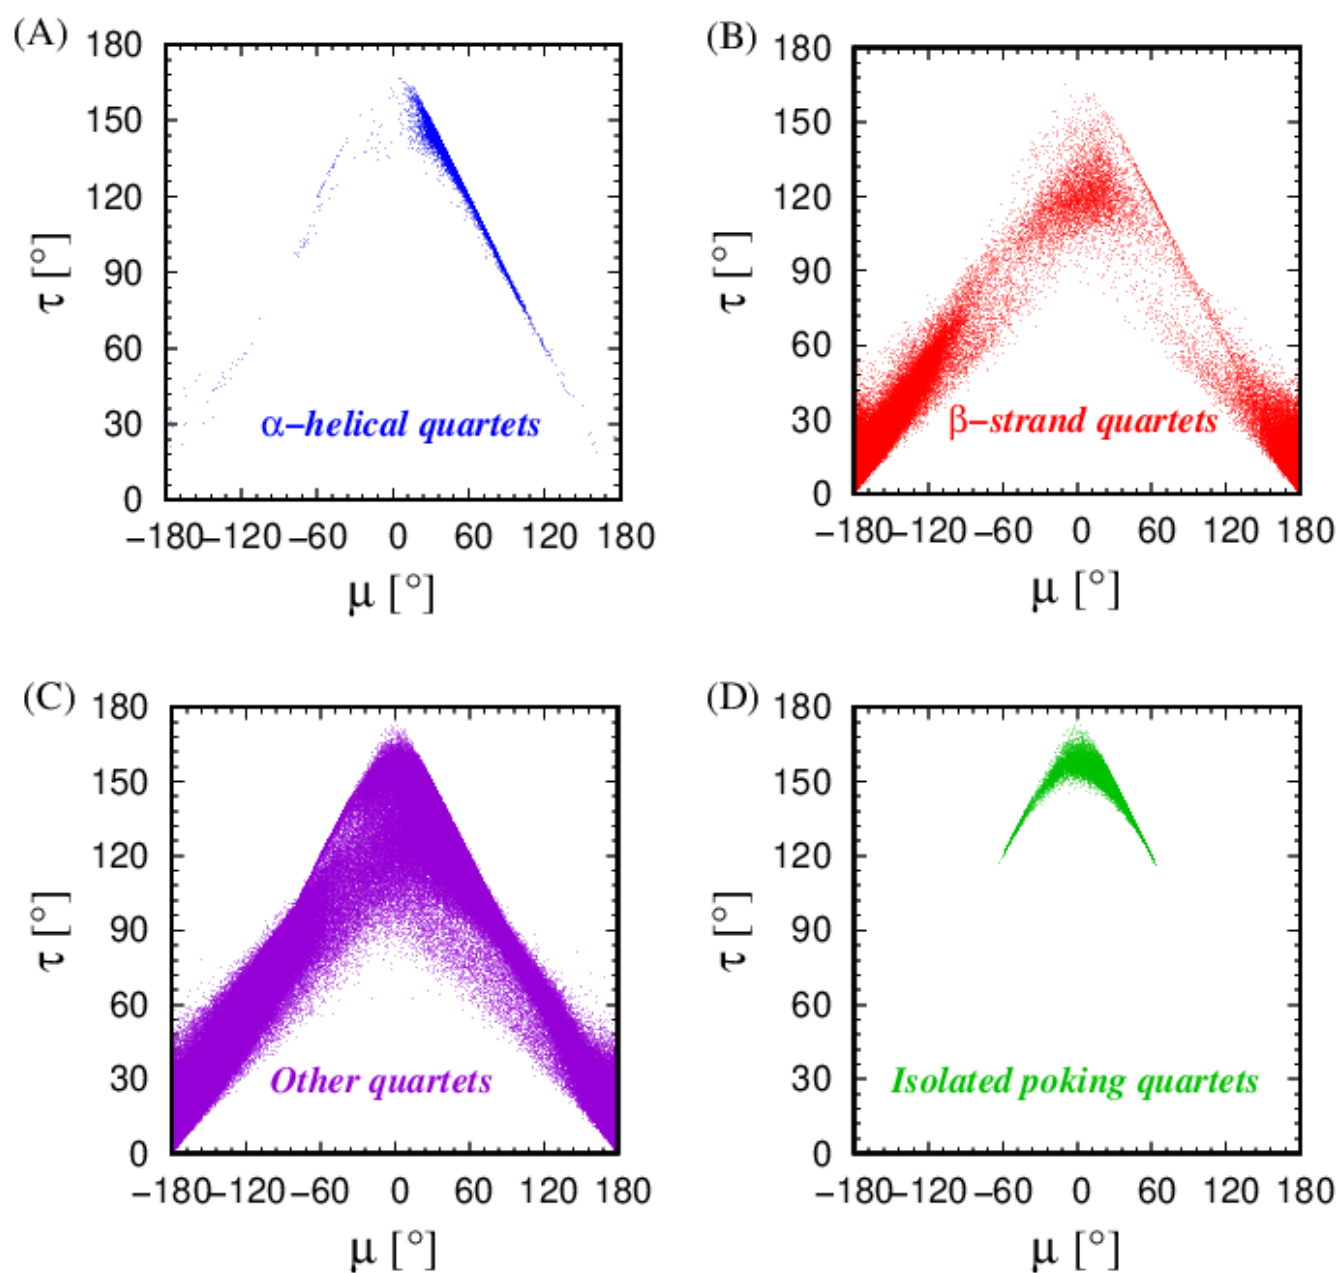 (A)
180
150
120
90
60
30
0
τ [°]
α−helical quartets
−180 −120 −60 0 60 120 180
μ [°]
(B)
180
150
120
90
60
30
0
τ [°]
β−strand quartets
−180 −120 −60 0 60 120 180
μ [°]
(C)
180
150
120
90
60
30
0
τ [°]
Other quartets
−180 −120 −60 0 60 120 180
μ [°]
(D)
180
150
120
90
60
30
0
τ [°]
Isolated poking quartets
−180 −120 −60 0 60 120 180
μ [°]